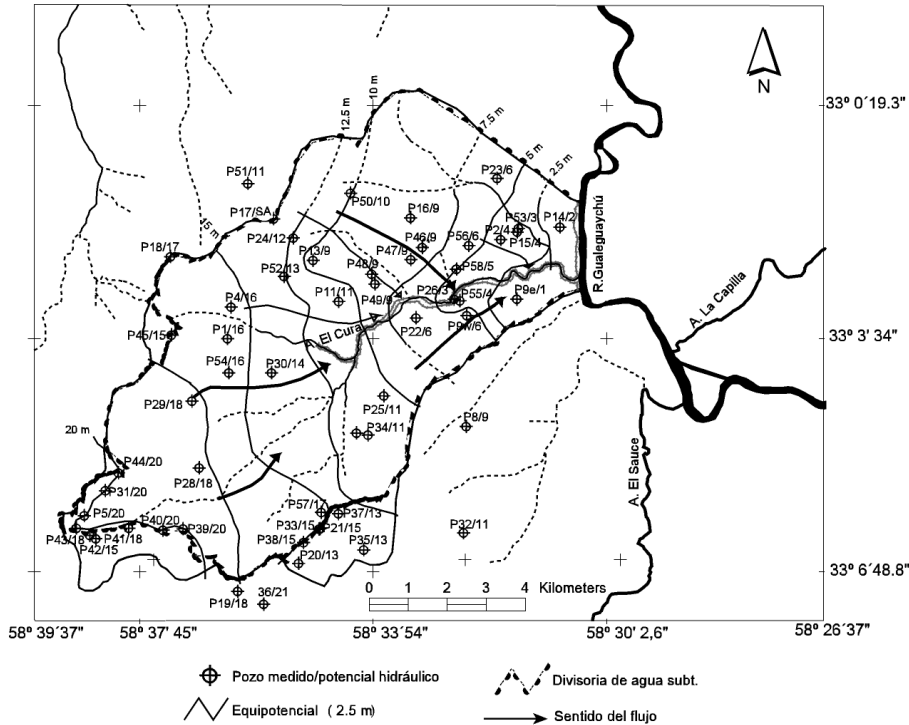 12.5 m
10 m
7.5 m
5 m
2.5 m
15 m
20 m
N
33º 0´19.3"
33º 3´34"
33º 6´48.8"
P51/11
P23/6
P50/10
P17/SA
P16/9
P53/3
P14/2
P24/12
P2/4
P15/4
P46/9
P56/6
P18/17
P13/9
P47/9
P58/5
P52/13
P48/9
P49/9
P26/3
P55/4
P9e/1
P4/16
P11/11
P22/6
P9w/6
A. El Cura
R.Gualeguaychú
A. La Capilla
A. El Sauce
P45/15
P1/16
P54/16
P30/14
P29/18
P25/11
P34/11
P8/9
P44/20
P28/18
P31/20
P5/20
P57/17
P37/13
P43/18
P41/18
P40/20
P39/20
P33/15
P21/15
P32/11
P42/15
P38/15
P35/13
P20/13
P19/18
36/21
0 1 2 3 4 Kilometers
58º 39´37"
58º 37´45"
58º 33´54"
58º 30´2,6"
58º 26´37"
Pozo medido/potencial hidráulico
Divisoria de agua subt.
Equipotencial ( 2.5 m)
Sentido del flujo